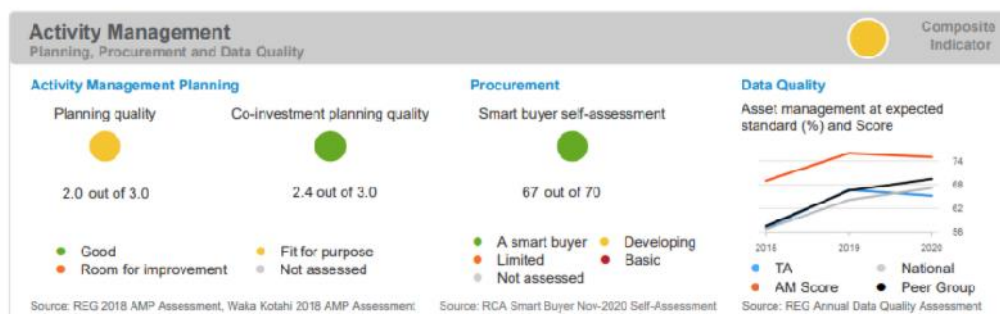 Activity Management
Planning, Procurement and Data Quality
Composite
Indicator
Activity Management Planning
Planning quality
Co-investment planning quality
2.0 out of 3.0
2.4 out of 3.0
Good
Fit for purpose
Room for improvement
Not assessed
Source: REG 2018 AMP Assessment, Waka Kotahi 2018 AMP Assessment
Procurement
Smart buyer self-assessment
67 out of 70
A smart buyer
Developing
Limited
Basic
Not assessed
Source: RCA Smart Buyer Nov-2020 Self-Assessment
Data Quality
Asset management at expected
standard (%) and Score
74
68
62
56
2018 2019 2020
TA
National
AM Score
Peer Group
Source: REG Annual Data Quality Assessment